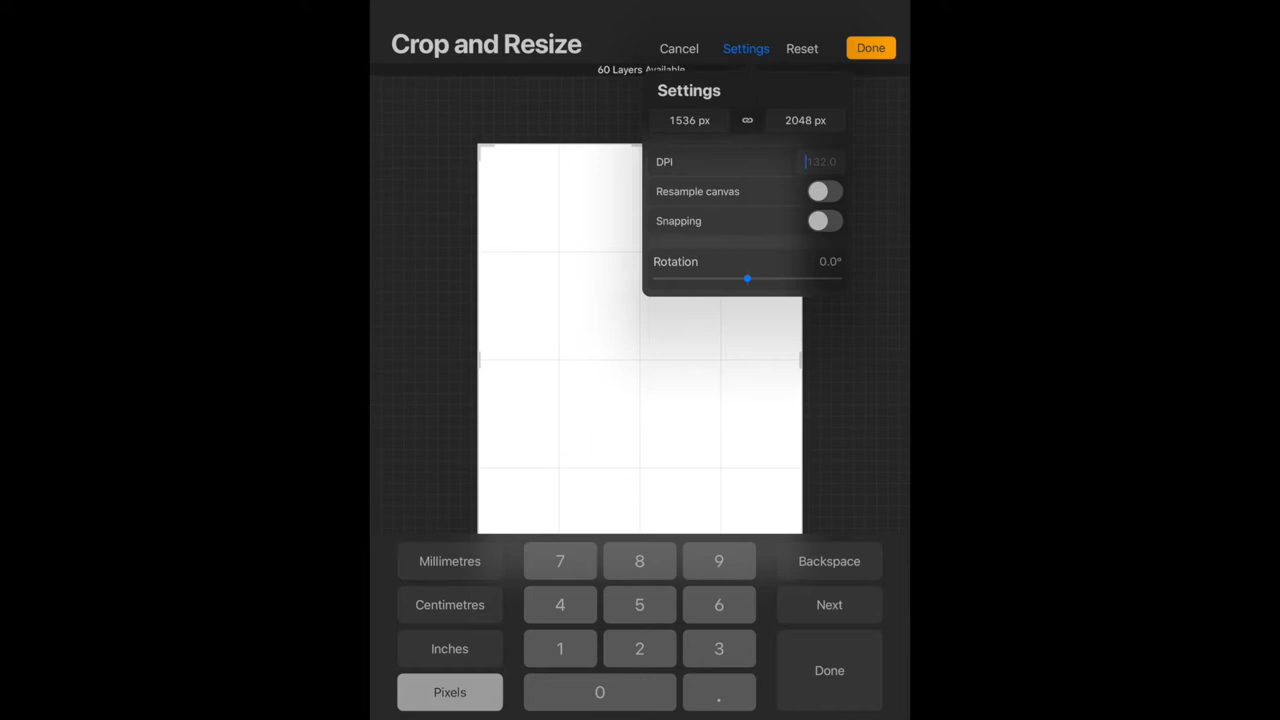 Crop and Resize
Cancel Settings Reset Done
60 Layers Available
Settings
1536 px 2048 px
DPI 132.0
Resample canvas
Snapping
Rotation 0.0°
Millimetres 7 8 9 Backspace
Centimetres 4 5 6 Next
Inches 1 2 3
Done
Pixels 0 .